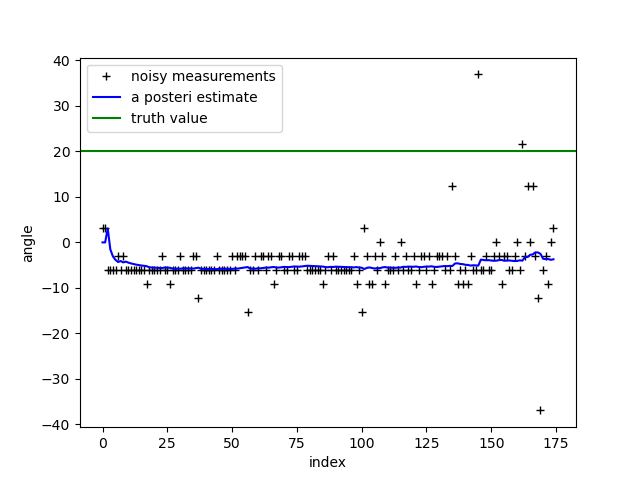 40
30
20
10
0
−10
−20
−30
−40
angle
noisy measurements
a posteri estimate
truth value
0 25 50 75 100 125 150 175
index